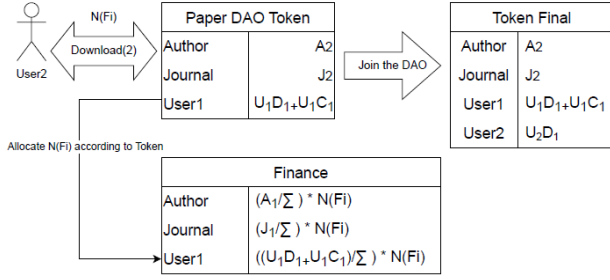 N(Fi)
Download(2)
User2
Paper DAO Token
Author A2
Journal J2
User1 U₁D₁+U₁C₁
Join the DAO
Token Final
Author A2
Journal J2
User1 U₁D₁+U₁C₁
User2 U₂D₁
Allocate N(Fi) according to Token
Finance
Author (A₁/∑ ) * N(Fi)
Journal (J₁/∑ ) * N(Fi)
User1 ((U₁D₁+U₁C₁)/∑ ) * N(Fi)